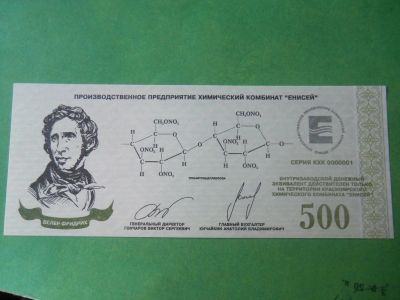 ПРОИЗВОДСТВЕННОЕ ПРЕДПРИЯТИЕ ХИМИЧЕСКИЙ КОМБИНАТ "ЕНИСЕЙ"
CH2ONO2
CH2ONO2
ONO2
ONO2
ONO2
ONO2
СЕРИЯ КХК 0000001
ВНУТРИЗАВОДСКОЙ ДЕНЕЖНЫЙ
ЭКВИВАЛЕНТ ДЕЙСТВИТЕЛЕН ТОЛЬКО
НА ТЕРРИТОРИИ КРАСНОЯРСКОГО
ХИМИЧЕСКОГО КОМБИНАТА "ЕНИСЕЙ"
ВЕЛЕР ФРИДРИХ
ГЕНЕРАЛЬНЫЙ ДИРЕКТОР
ГОНЧАРОВ ВИКТОР СЕРГЕЕВИЧ
ГЛАВНЫЙ БУХГАЛТЕР
КИЧАЙКИН АНАТОЛИЙ ВЛАДИМИРОВИЧ
500